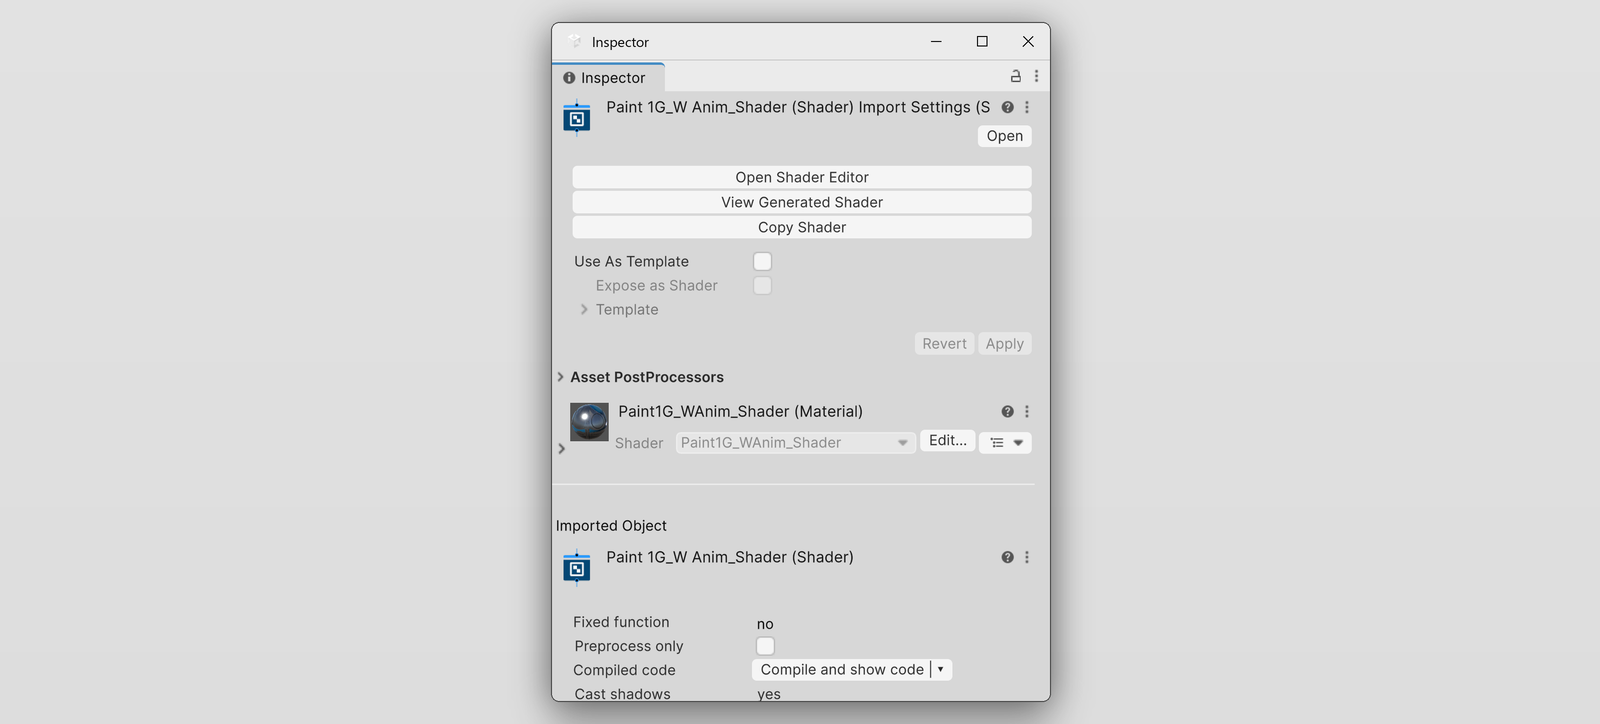 Inspector
Inspector
Paint 1G_W Anim_Shader (Shader) Import Settings (S
Open
Open Shader Editor
View Generated Shader
Copy Shader
Use As Template
Expose as Shader
Template
Revert Apply
Asset PostProcessors
Paint1G_WAnim_Shader (Material)
Shader Paint1G_WAnim_Shader Edit...
Imported Object
Paint 1G_W Anim_Shader (Shader)
Fixed function no
Preprocess only
Compiled code Compile and show code
Cast shadows yes